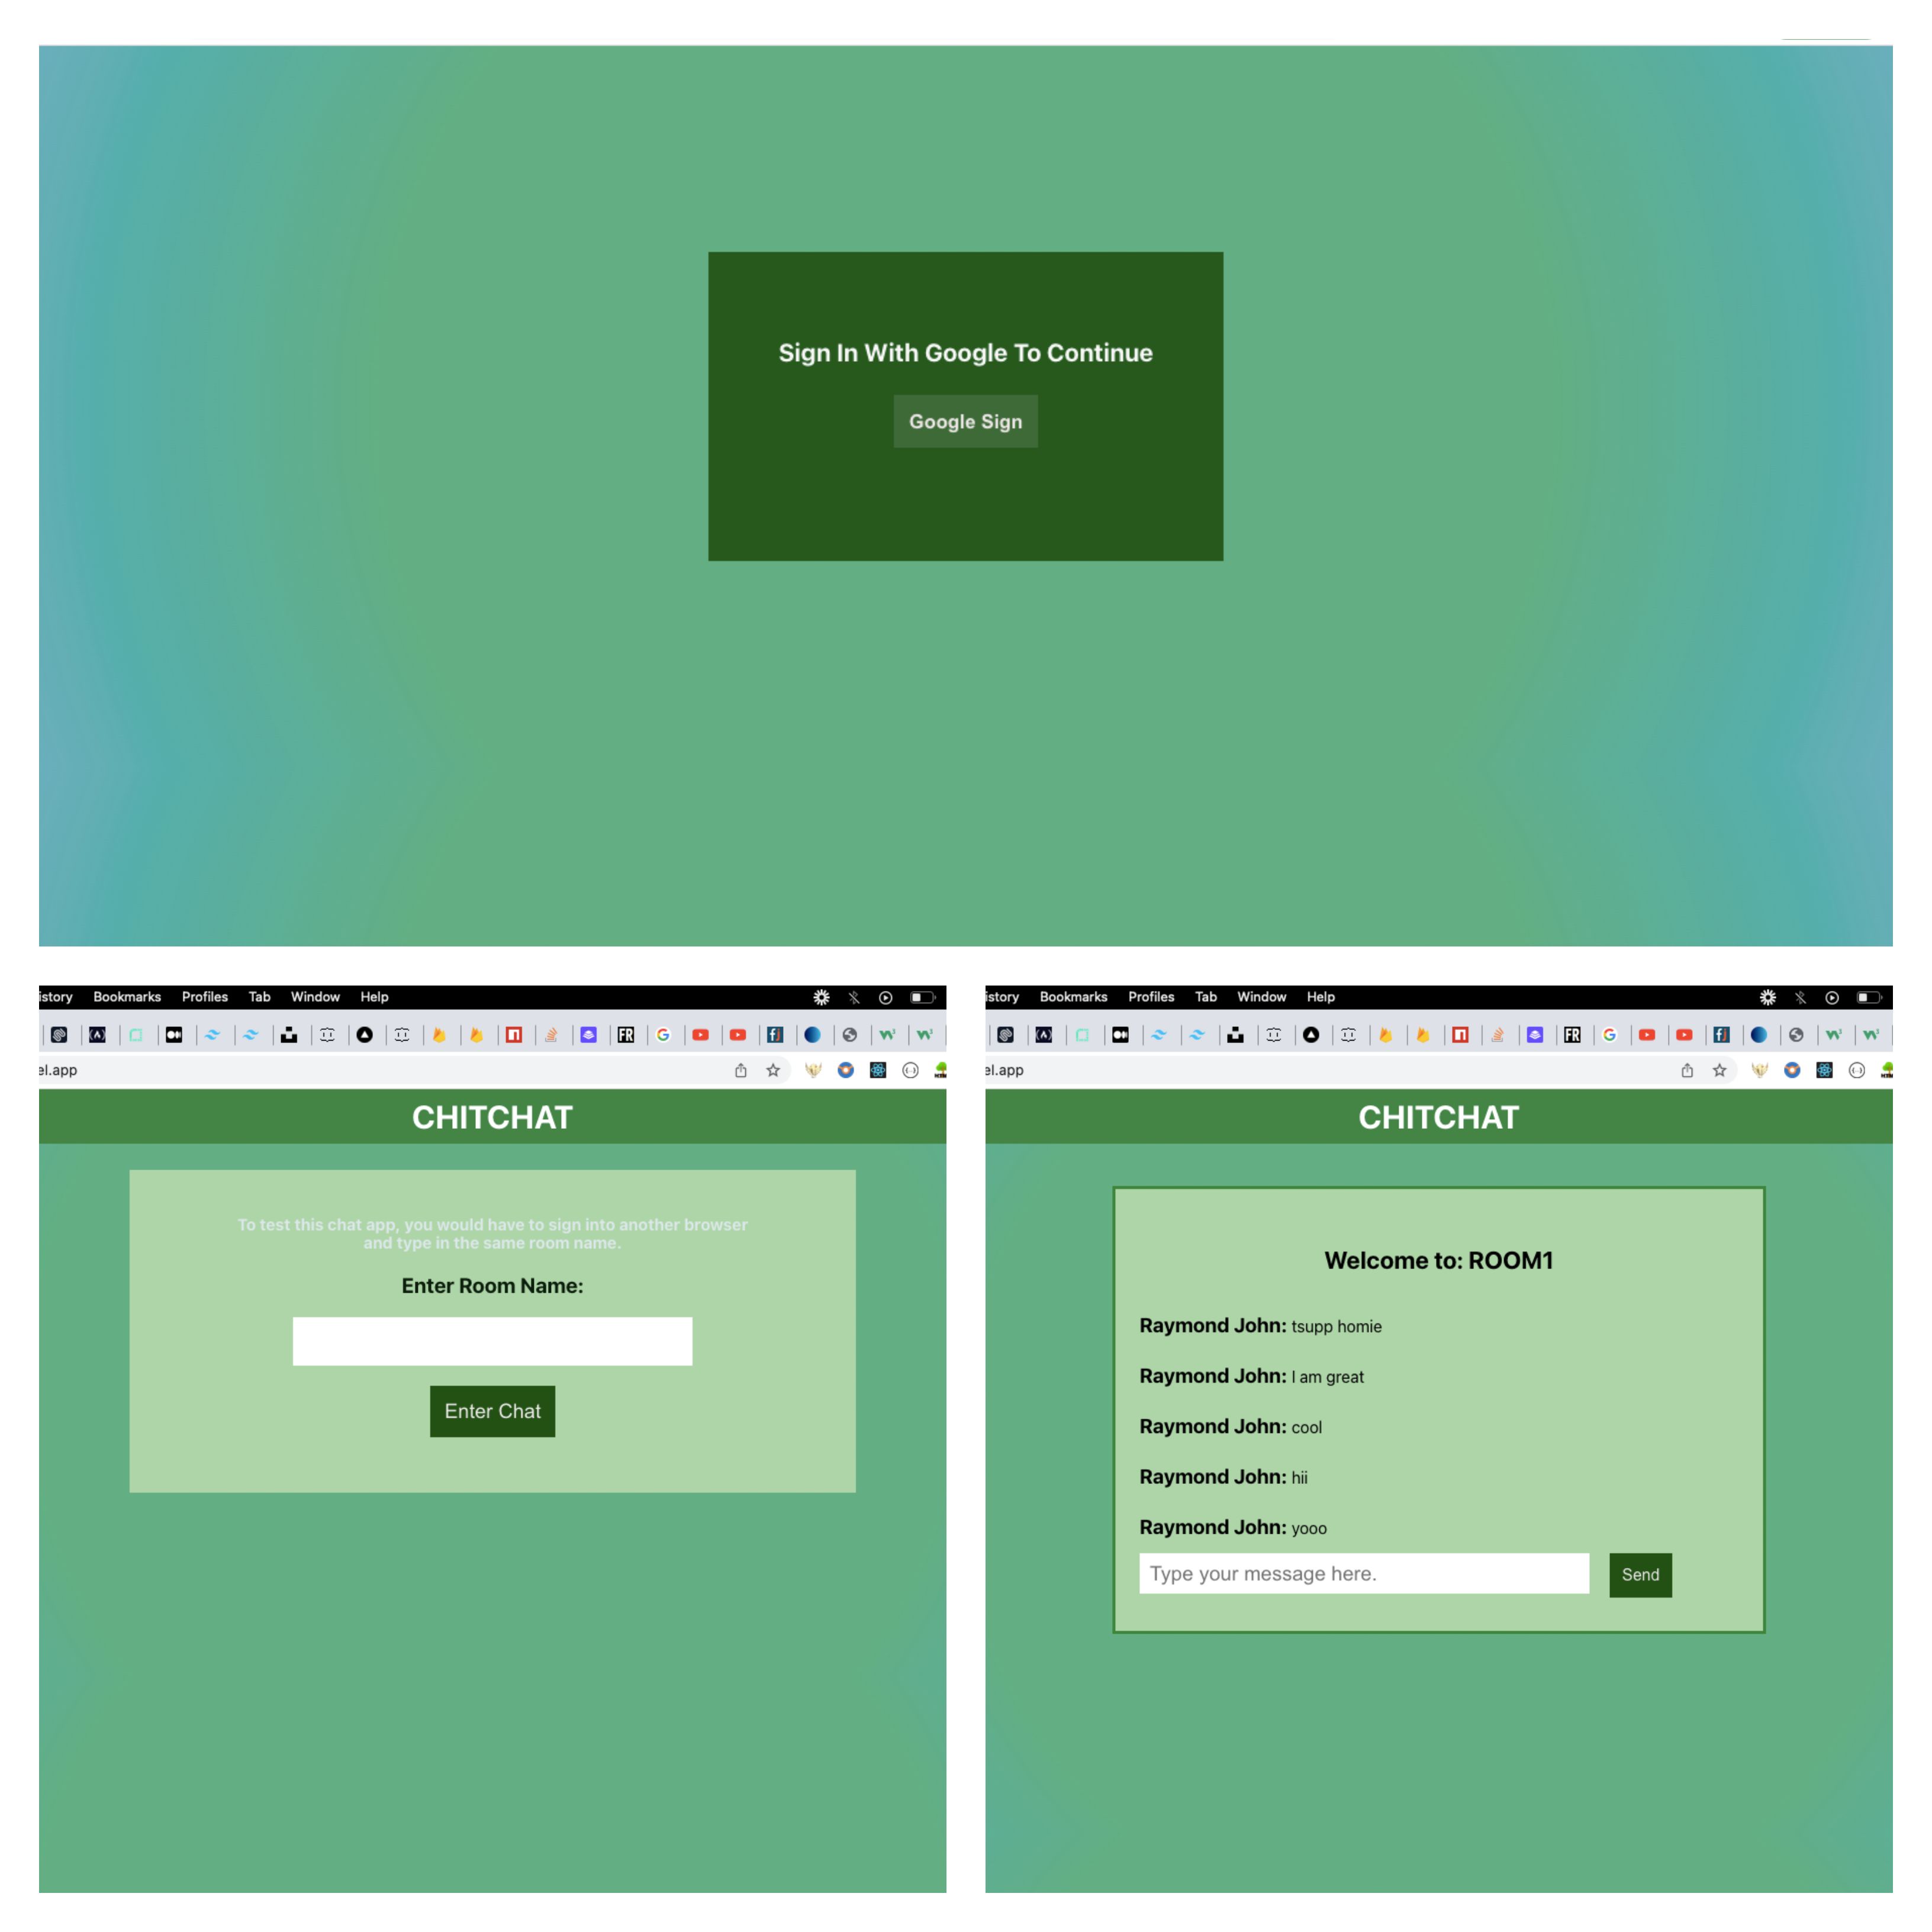 Sign In With Google To Continue
Google Sign
istory Bookmarks Profiles Tab Window Help
FR
el.app
CHITCHAT
To test this chat app, you would have to sign into another browser
and type in the same room name.
Enter Room Name:
Enter Chat
istory Bookmarks Profiles Tab Window Help
FR
el.app
CHITCHAT
Welcome to: ROOM1
Raymond John: tsupp homie
Raymond John: I am great
Raymond John: cool
Raymond John: hii
Raymond John: yooo
Type your message here.
Send